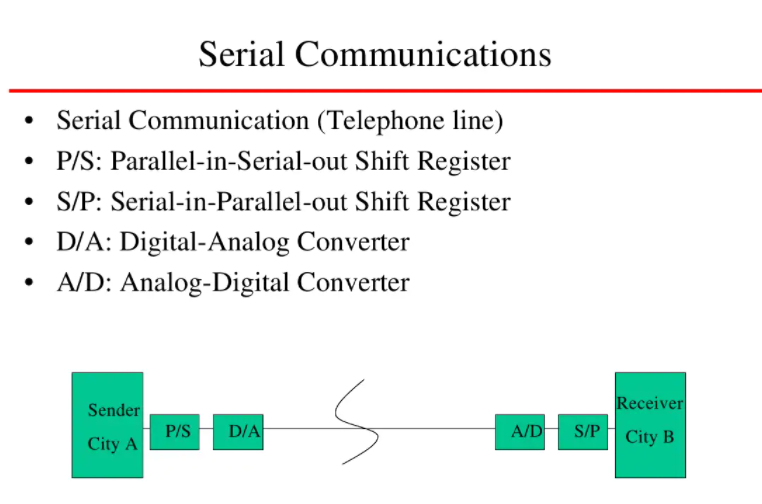 Serial Communications
• Serial Communication (Telephone line)
• P/S: Parallel-in-Serial-out Shift Register
• S/P: Serial-in-Parallel-out Shift Register
• D/A: Digital-Analog Converter
• A/D: Analog-Digital Converter
Sender
City A
P/S
D/A
A/D
S/P
Receiver
City B